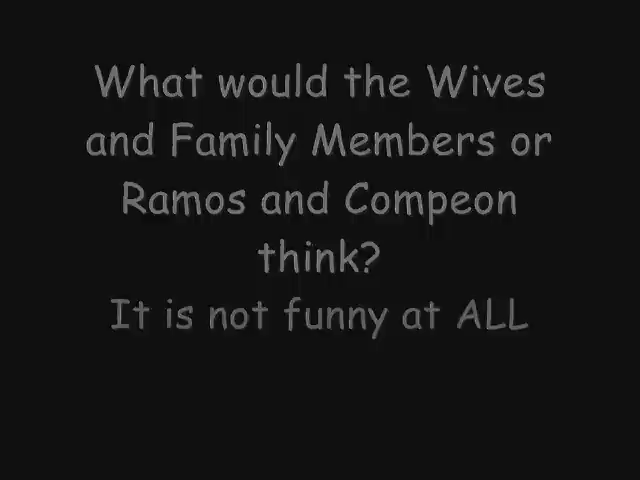 What would the Wives
and Family Members or
Ramos and Compeon
think?
It is not funny at ALL